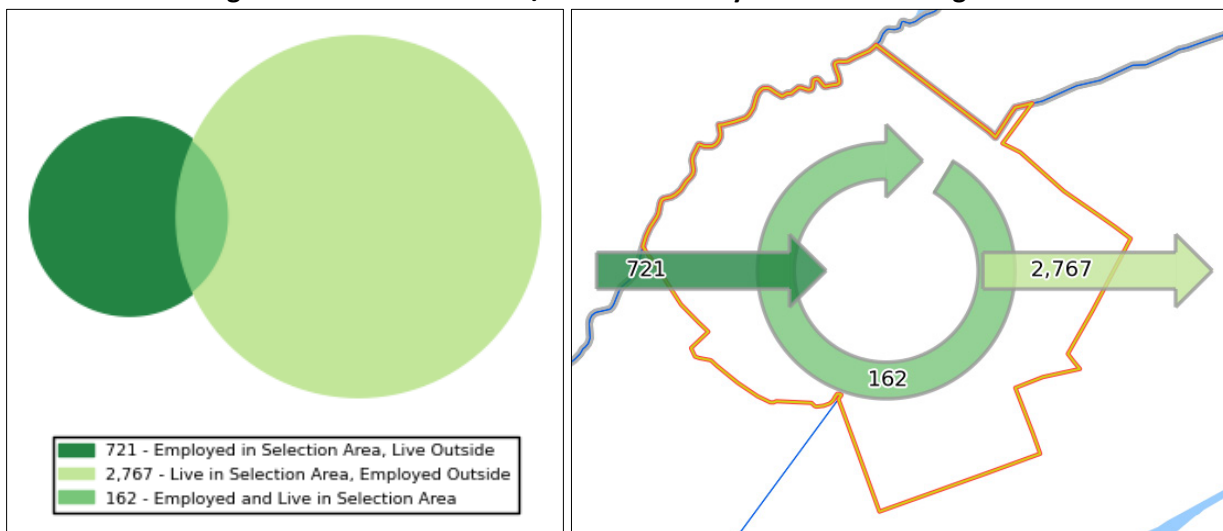 721 - Employed in Selection Area, Live Outside
2,767 - Live in Selection Area, Employed Outside
162 - Employed and Live in Selection Area
721
2,767
162